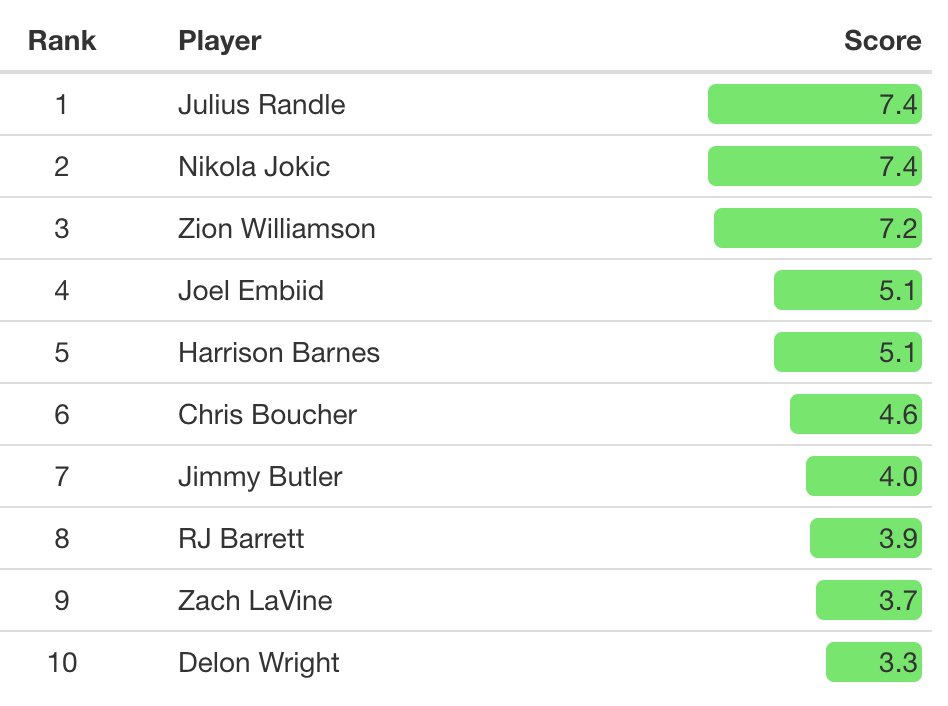 Rank Player Score
1 Julius Randle 7.4
2 Nikola Jokic 7.4
3 Zion Williamson 7.2
4 Joel Embiid 5.1
5 Harrison Barnes 5.1
6 Chris Boucher 4.6
7 Jimmy Butler 4.0
8 RJ Barrett 3.9
9 Zach LaVine 3.7
10 Delon Wright 3.3